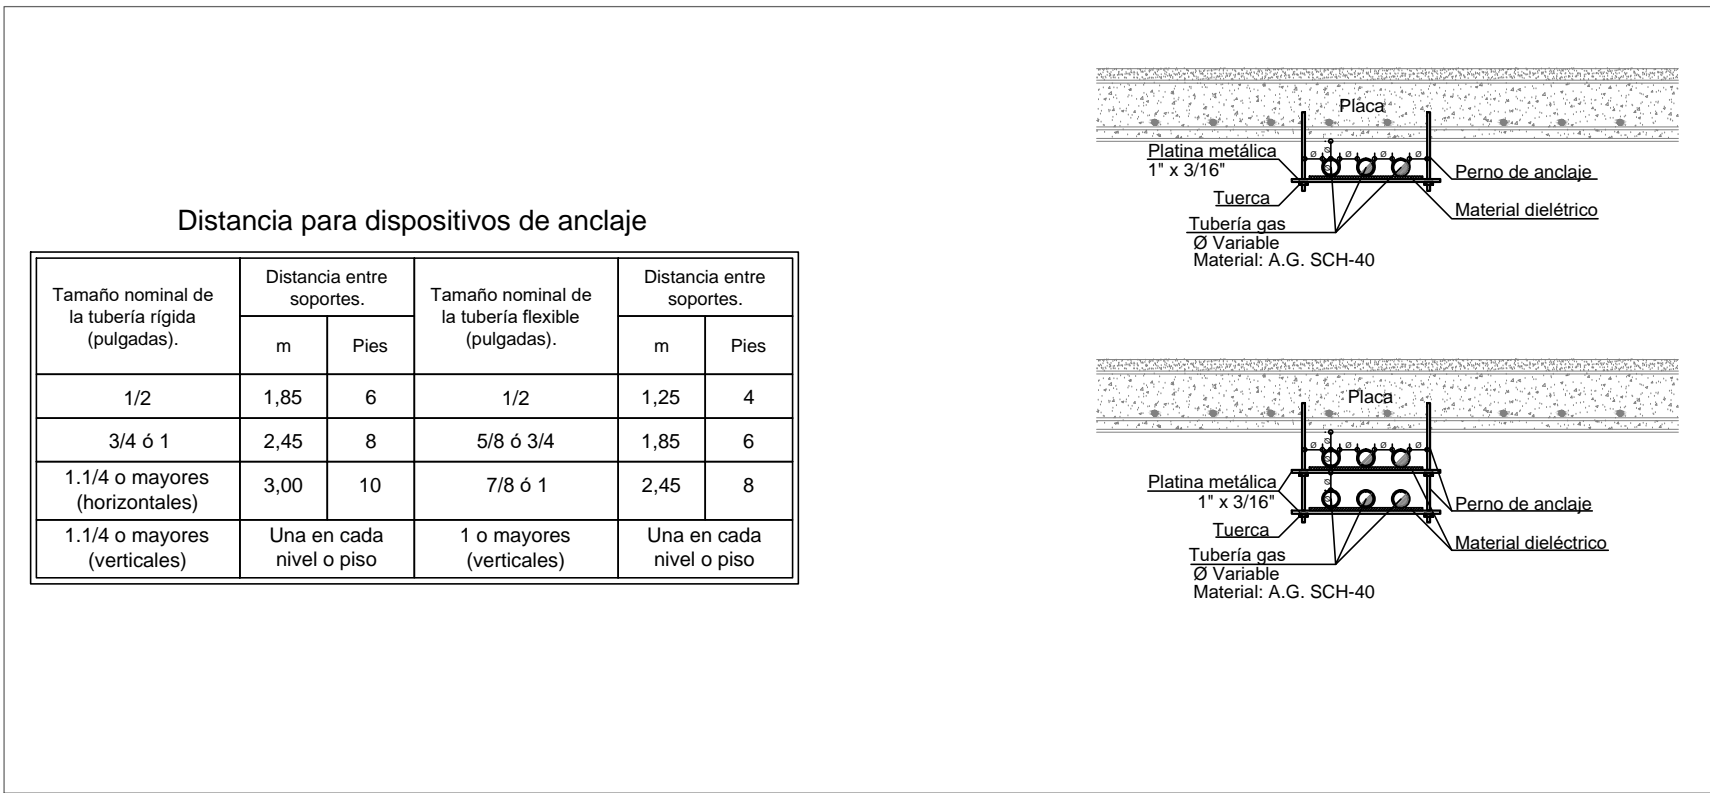 Distancia para dispositivos de anclaje
Tamaño nominal de
la tubería rígida
(pulgadas).
Distancia entre
soportes.
m
Pies
Tamaño nominal de
la tubería flexible
(pulgadas).
Distancia entre
soportes.
m
Pies
1/2
1,85
6
1/2
1,25
4
3/4 ó 1
2,45
8
5/8 ó 3/4
1,85
6
1.1/4 o mayores
(horizontales)
3,00
10
7/8 ó 1
2,45
8
1.1/4 o mayores
(verticales)
Una en cada
nivel o piso
1 o mayores
(verticales)
Una en cada
nivel o piso
Placa
Platina metálica
1" x 3/16"
Tuerca
Tubería gas
Ø Variable
Material: A.G. SCH-40
Ø Ø Ø Ø
Ø
Perno de anclaje
Material dielétrico
Placa
Platina metálica
1" x 3/16"
Tuerca
Tubería gas
Ø Variable
Material: A.G. SCH-40
Ø Ø Ø Ø
Ø
Perno de anclaje
Material dieléctrico